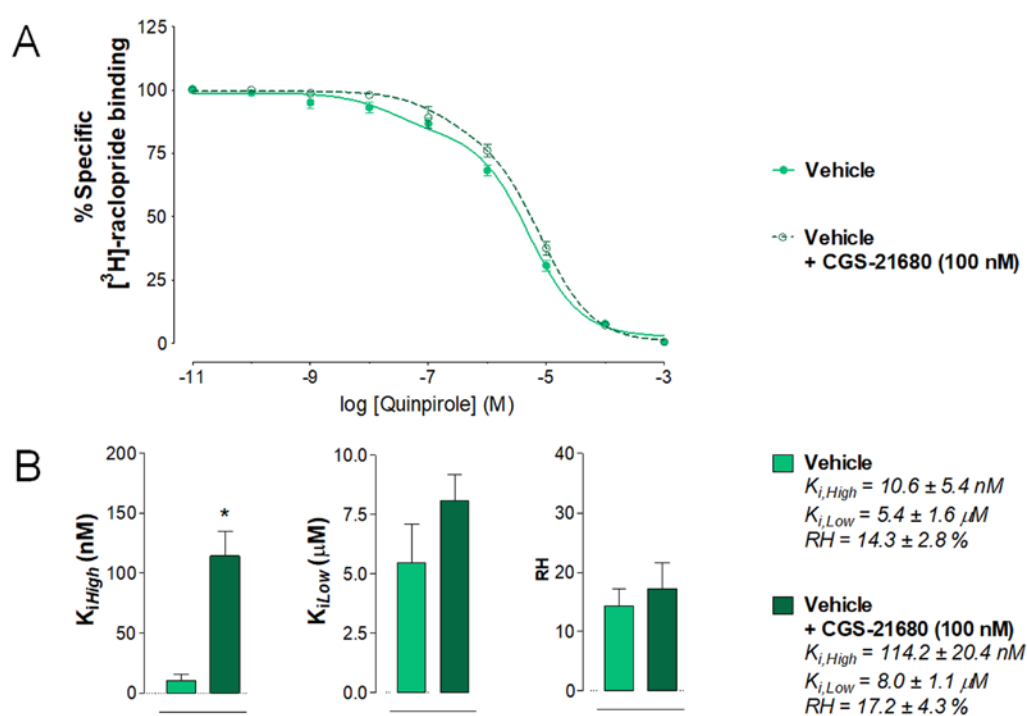 A
125
100
75
50
25
0
% Specific
[³H]-raclopride binding
-11
-9
-7
-5
-3
log [Quinpirole] (M)
Vehicle
Vehicle
+ CGS-21680 (100 nM)
B
200
150
100
50
0
KiHigh (nM)
*
10.0
7.5
5.0
2.5
0.0
KiLow (μM)
40
30
20
10
0
RH
Vehicle
Ki,High = 10.6 ± 5.4 nM
Ki,Low = 5.4 ± 1.6 μM
RH = 14.3 ± 2.8 %
Vehicle
+ CGS-21680 (100 nM)
Ki,High = 114.2 ± 20.4 nM
Ki,Low = 8.0 ± 1.1 μM
RH = 17.2 ± 4.3 %